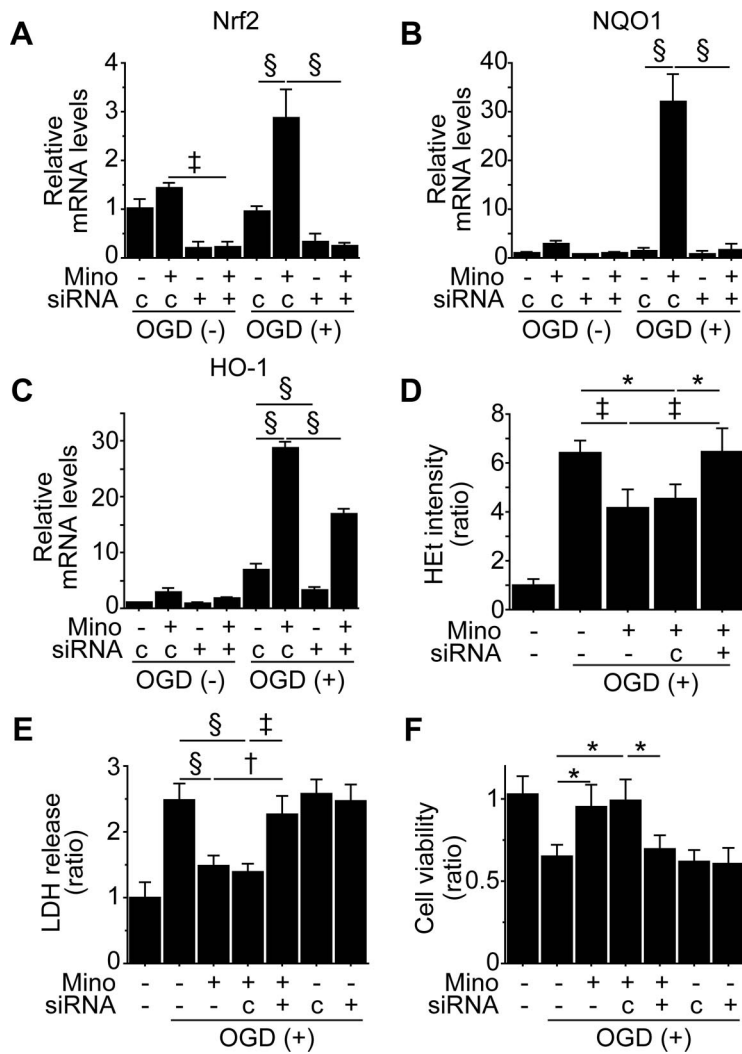 A
Nrf2
§ §
‡
Relative
mRNA levels
4
3
2
1
0
Mino - + - + - + - +
siRNA c c + + c c + +
OGD (-) OGD (+)
B
NQO1
§ §
Relative
mRNA levels
40
30
20
10
0
Mino - + - + - + - +
siRNA c c + + c c + +
OGD (-) OGD (+)
C
HO-1
§
§ §
Relative
mRNA levels
30
20
10
0
Mino - + - + - + - +
siRNA c c + + c c + +
OGD (-) OGD (+)
D
* *
‡ ‡
HEt intensity
(ratio)
8
6
4
2
0
Mino - - + + +
siRNA - - - c +
OGD (+)
E
§ ‡
§ †
LDH release
(ratio)
3
2
1
0
Mino - - + + + - -
siRNA - - - c + c +
OGD (+)
F
* *
*
Cell viability
(ratio)
1
0.5
0
Mino - - + + + - -
siRNA - - - c + c +
OGD (+)